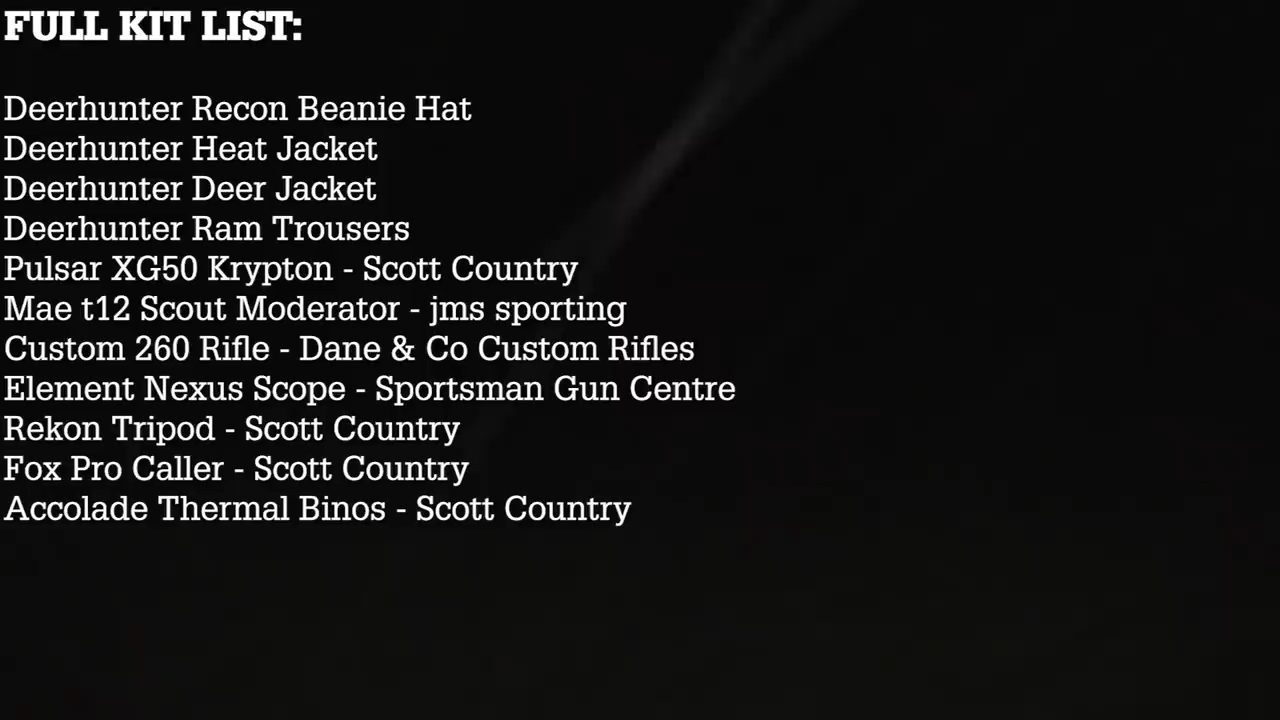 FULL KIT LIST:
Deerhunter Recon Beanie Hat
Deerhunter Heat Jacket
Deerhunter Deer Jacket
Deerhunter Ram Trousers
Pulsar XG50 Krypton - Scott Country
Mae t12 Scout Moderator - jms sporting
Custom 260 Rifle - Dane & Co Custom Rifles
Element Nexus Scope - Sportsman Gun Centre
Rekon Tripod - Scott Country
Fox Pro Caller - Scott Country
Accolade Thermal Binos - Scott Country